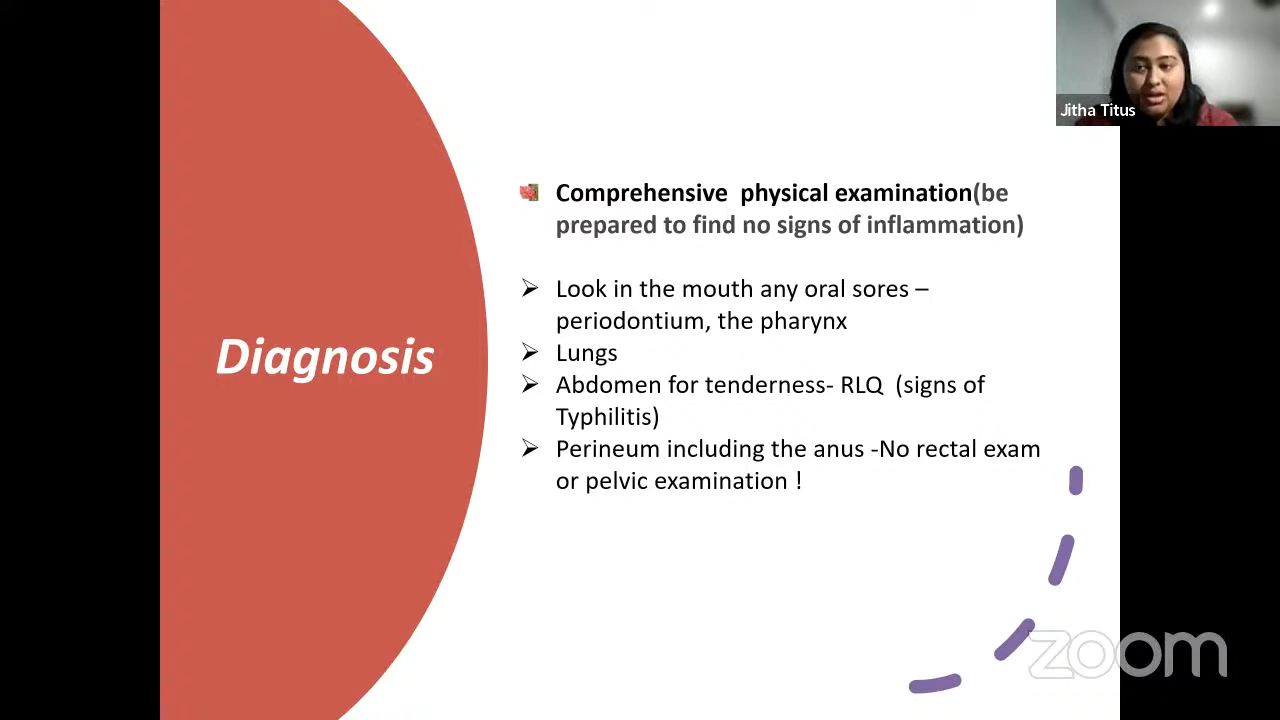 Jitha Titus
Comprehensive  physical examination(be
prepared to find no signs of inflammation)
Look in the mouth any oral sores –
periodontium, the pharynx
Lungs
Abdomen for tenderness- RLQ  (signs of
Typhilitis)
Perineum including the anus -No rectal exam
or pelvic examination !
Diagnosis
zoom